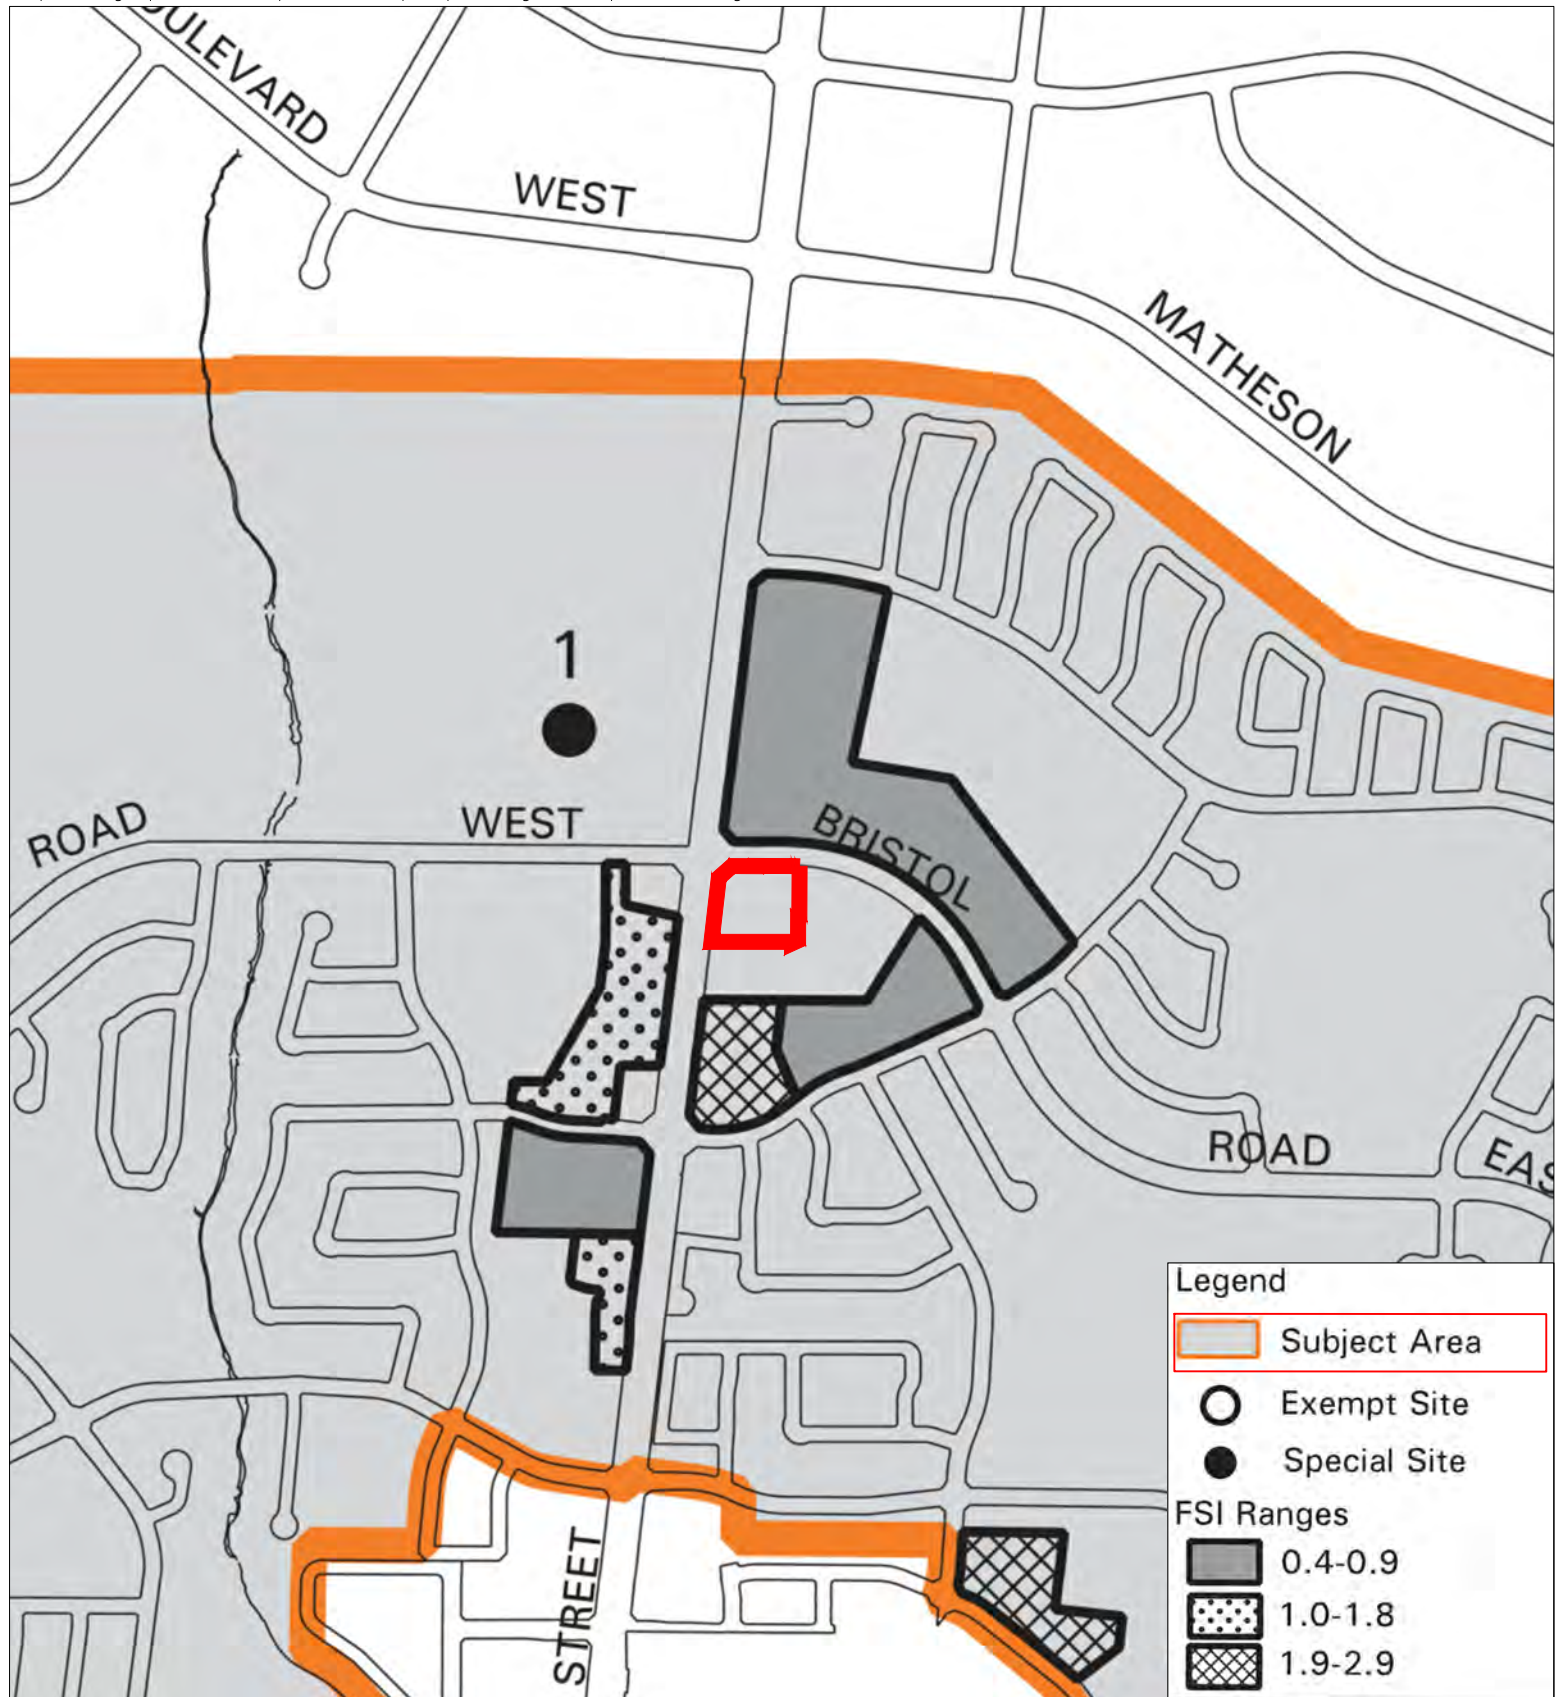 OULEVARD
WEST
MATHESON
1
ROAD
WEST
BRISTOL
ROAD
EAS
STREET
Legend
Subject Area
Exempt Site
Special Site
FSI Ranges
0.4-0.9
1.0-1.8
1.9-2.9